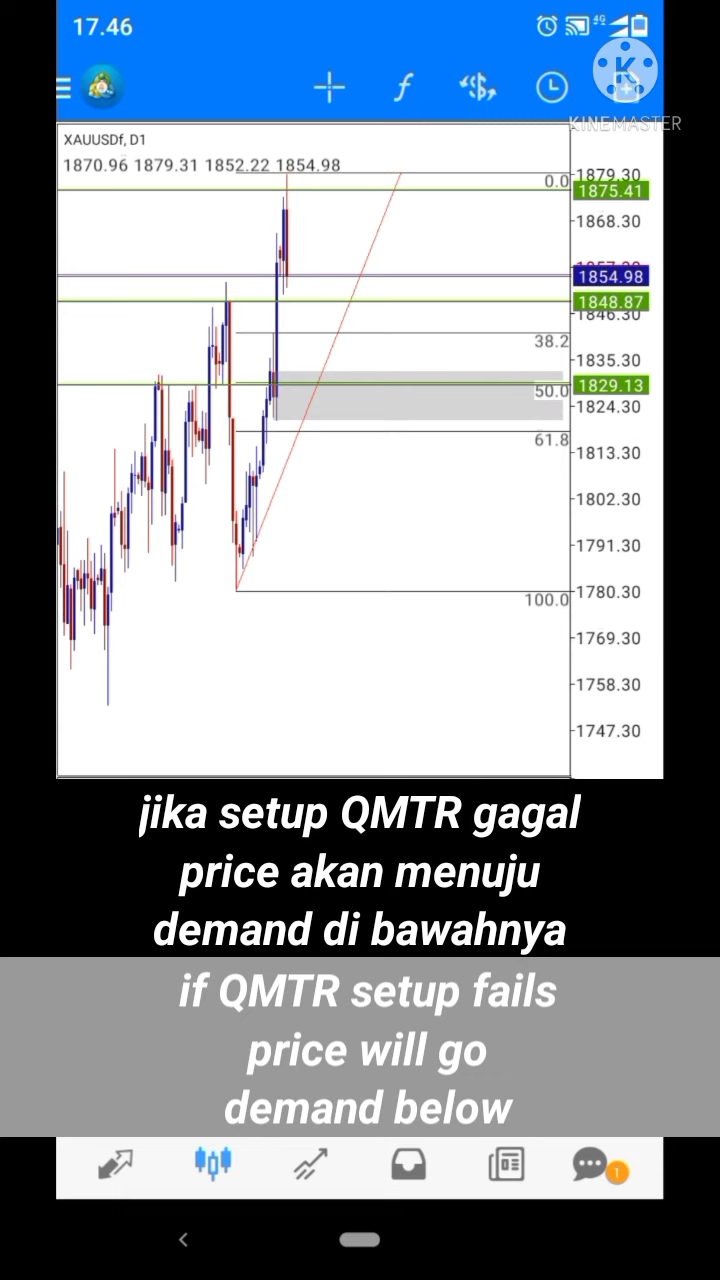 17.46
4G
f
$
K
KINEMASTER
XAUUSDf, D1
1870.96 1879.31 1852.22 1854.98
1879.30
0.0
1875.41
1868.30
1854.98
1848.87
1846.30
38.2
1835.30
1829.13
50.0
1824.30
61.8
1813.30
1802.30
1791.30
1780.30
100.0
1769.30
1758.30
1747.30
jika setup QMTR gagal
price akan menuju
demand di bawahnya
if QMTR setup fails
price will go
demand below
1